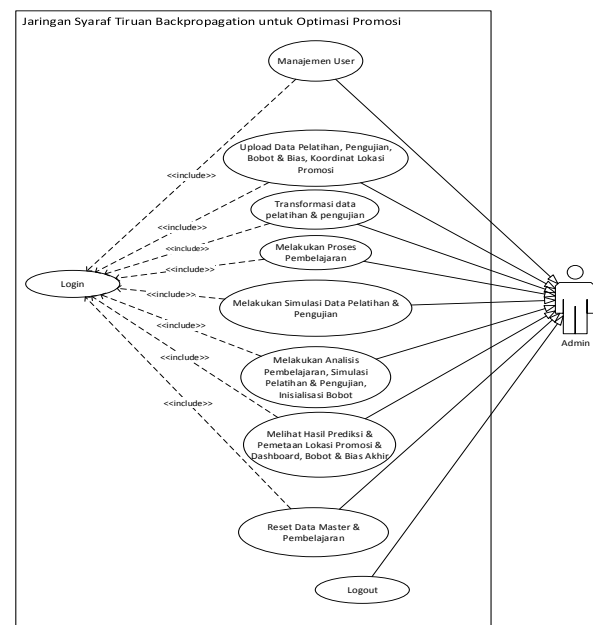 Jaringan Syaraf Tiruan Backpropagation untuk Optimasi Promosi
Manajemen User
Upload Data Pelatihan, Pengujian,
Bobot & Bias, Koordinat Lokasi
Promosi
<<include>>
Transformasi data
pelatihan & pengujian
<<include>>
<<include>>
Melakukan Proses
Pembelajaran
<<include>>
Login
<<include>>
Melakukan Simulasi Data Pelatihan &
Pengujian
Admin
<<include>>
Melakukan Analisis
Pembelajaran, Simulasi
Pelatihan & Pengujian,
Inisialisasi Bobot
<<include>>
<<include>>
Melihat Hasil Prediksi &
Pemetaan Lokasi Promosi &
Dashboard, Bobot & Bias Akhir
Reset Data Master &
Pembelajaran
Logout